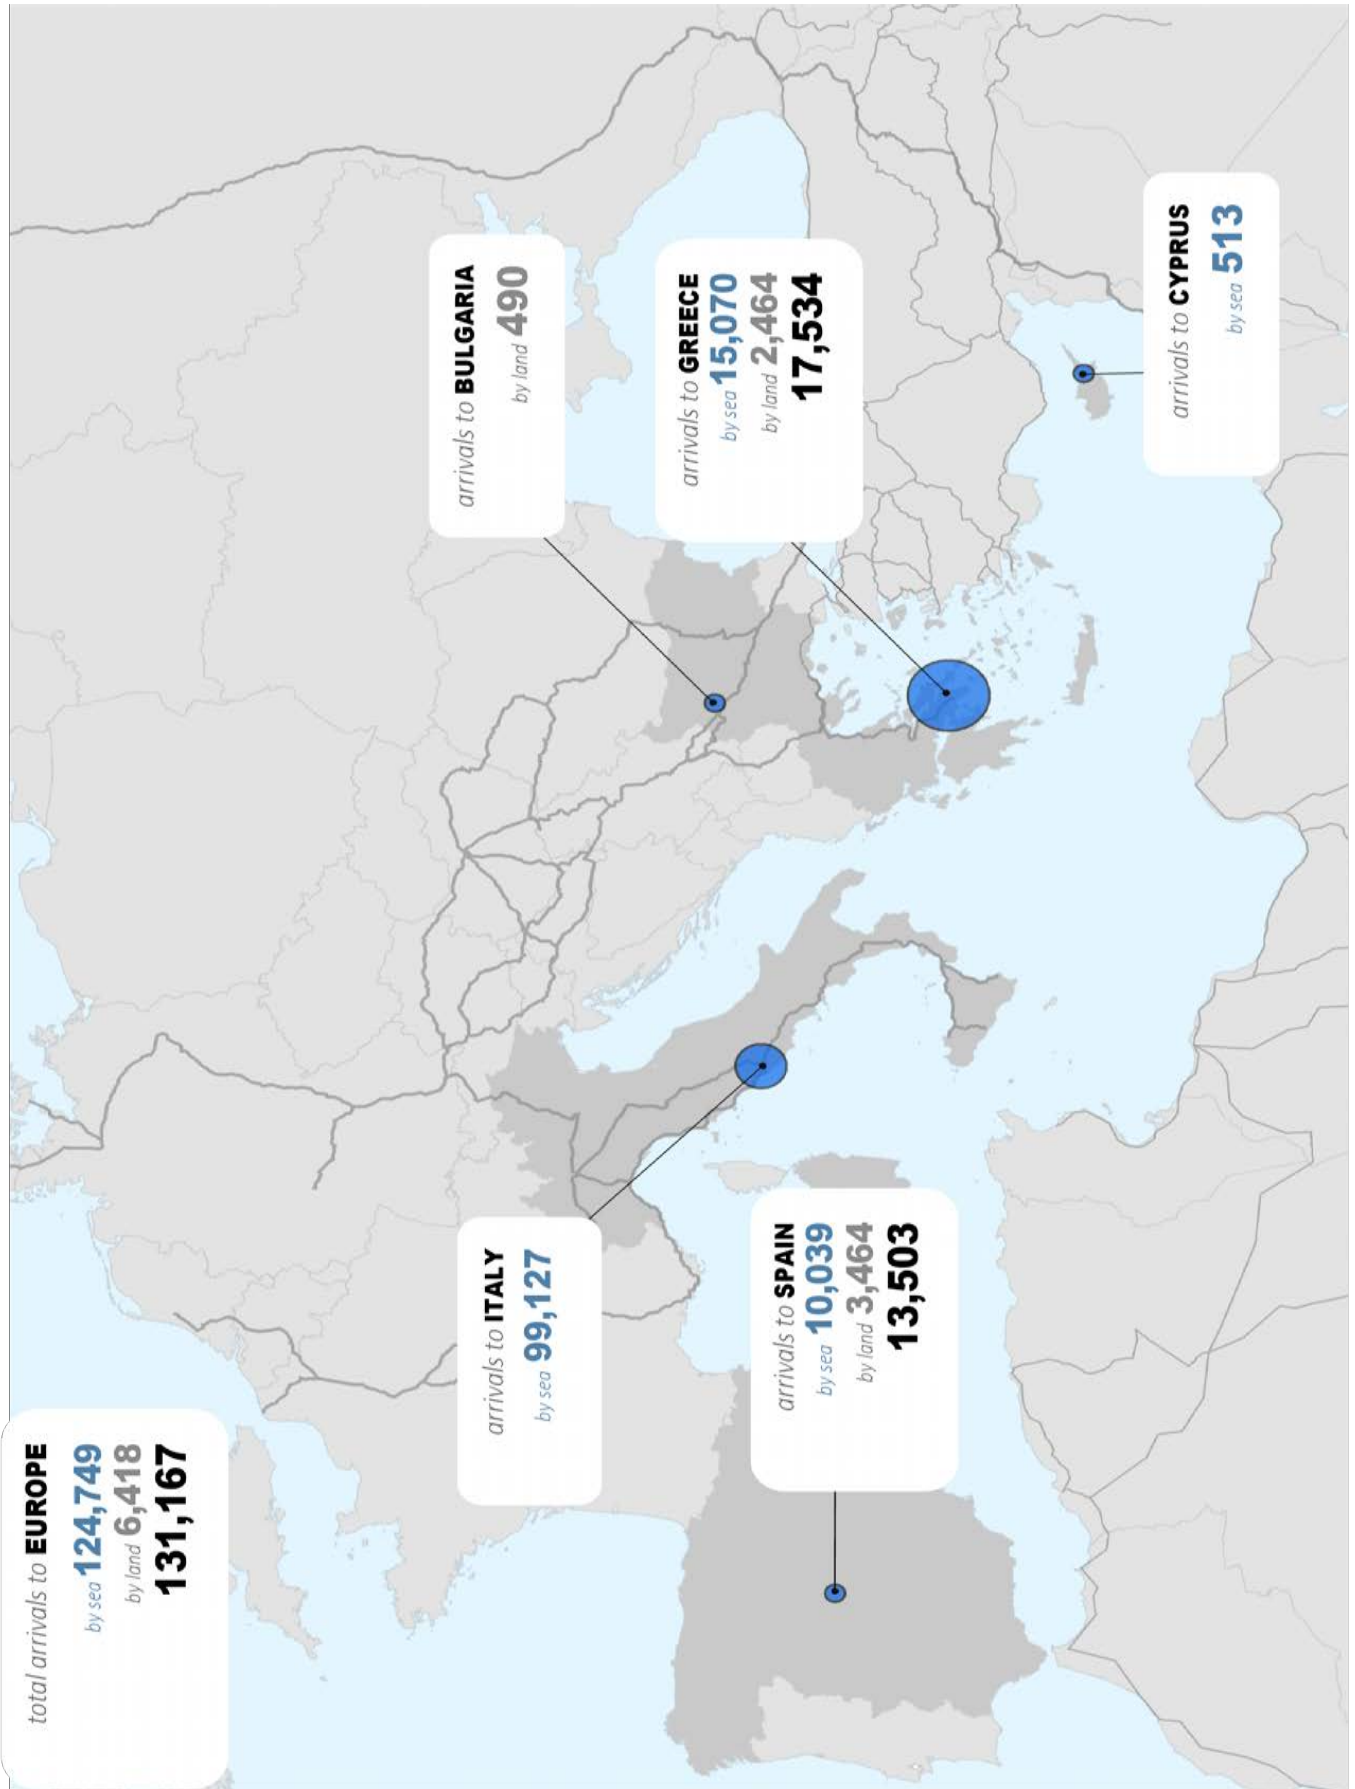 total arrivals to EUROPE
by sea 124,749
by land 6,418
131,167
arrivals to ITALY
by sea 99,127
arrivals to SPAIN
by sea 10,039
by land 3,464
13,503
arrivals to BULGARIA
by land 490
arrivals to GREECE
by sea 15,070
by land 2,464
17,534
arrivals to CYPRUS
by sea 513